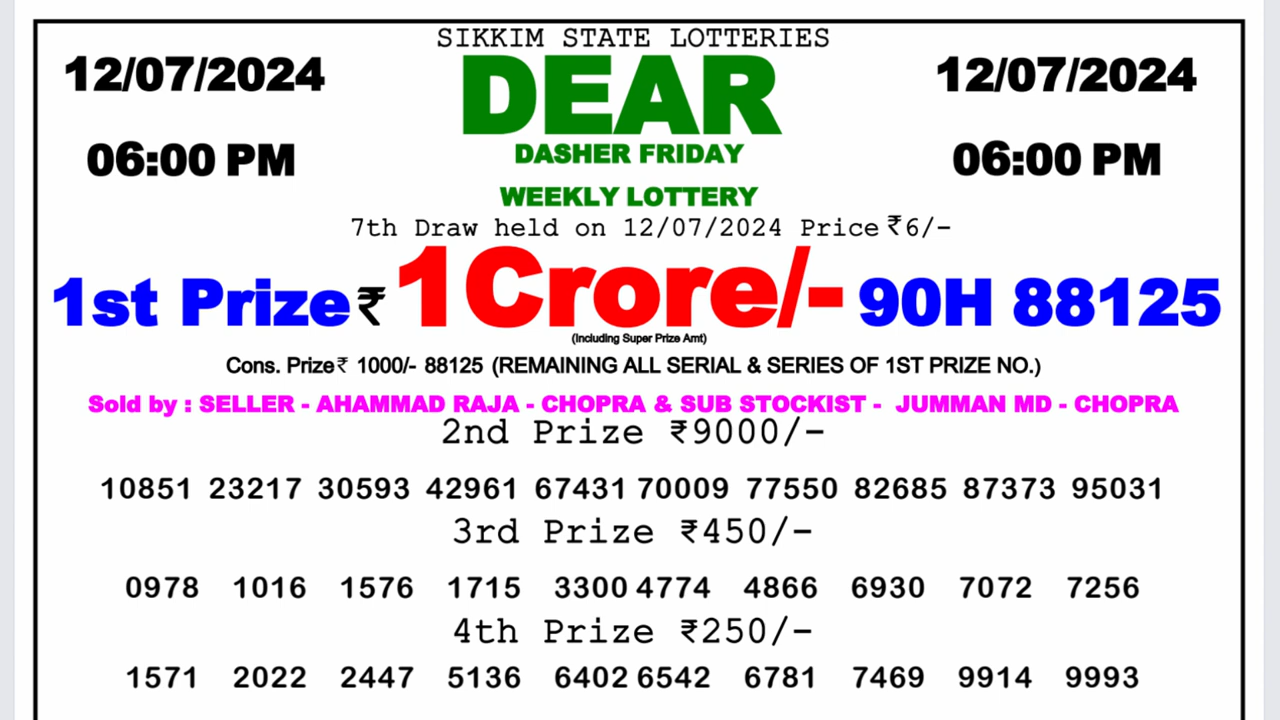 SIKKIM STATE LOTTERIES
12/07/2024 DEAR 12/07/2024
06:00 PM DASHER FRIDAY 06:00 PM
WEEKLY LOTTERY
7th Draw held on 12/07/2024 Price ₹6/-
1st Prize ₹ 1 Crore/- 90H 88125
(Including Super Prize Amt)
Cons. Prize ₹ 1000/- 88125 (REMAINING ALL SERIAL & SERIES OF 1ST PRIZE NO.)
Sold by : SELLER - AHAMMAD RAJA - CHOPRA & SUB STOCKIST - JUMMAN MD - CHOPRA
2nd Prize ₹9000/-
10851 23217 30593 42961 67431 70009 77550 82685 87373 95031
3rd Prize ₹450/-
0978 1016 1576 1715 3300 4774 4866 6930 7072 7256
4th Prize ₹250/-
1571 2022 2447 5136 6402 6542 6781 7469 9914 9993